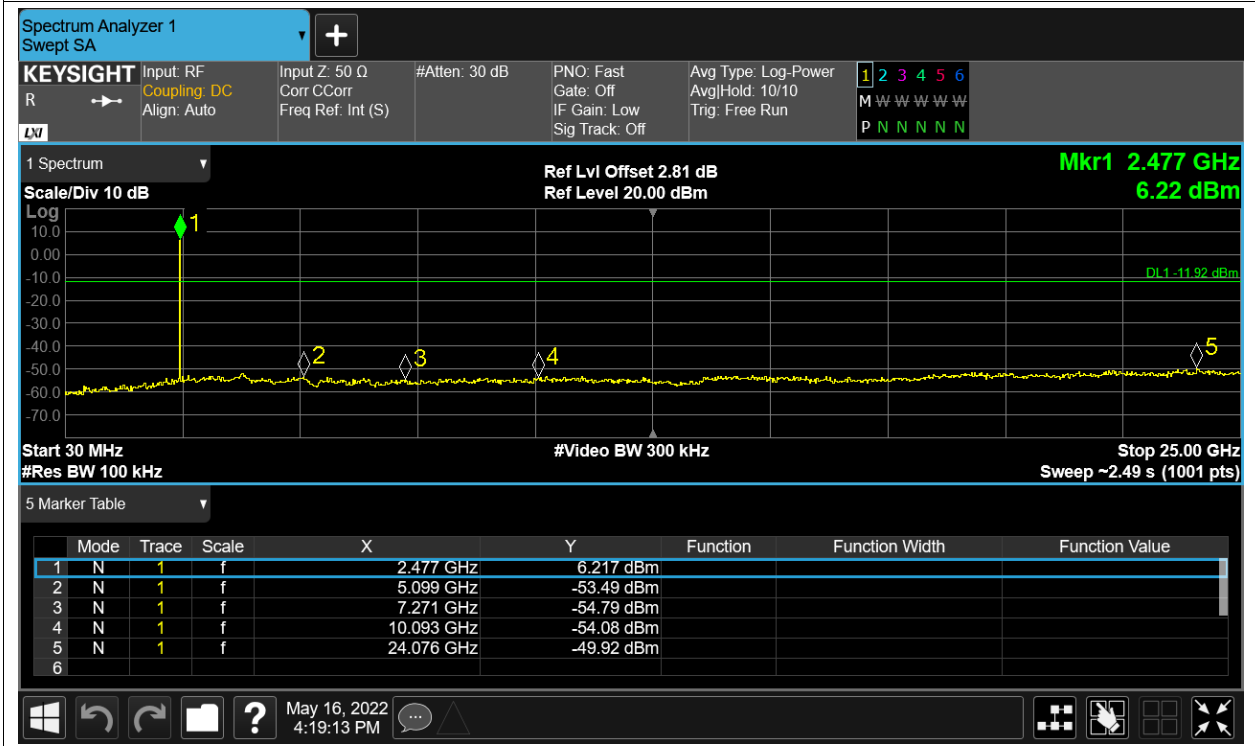 Spectrum Analyzer 1
Swept SA
+
KEYSIGHT
R
LXI
Input: RF
Coupling: DC
Align: Auto
Input Z: 50 Ω
Corr CCorr
Freq Ref: Int (S)
#Atten: 30 dB
PNO: Fast
Gate: Off
IF Gain: Low
Sig Track: Off
Avg Type: Log-Power
Avg|Hold: 10/10
Trig: Free Run
1 2 3 4 5 6
M W W W W W
P N N N N N
1 Spectrum
Scale/Div 10 dB
Ref Lvl Offset 2.81 dB
Ref Level 20.00 dBm
Mkr1 2.477 GHz
6.22 dBm
Log
10.0
0.00
-10.0
-20.0
-30.0
-40.0
-50.0
-60.0
-70.0
1
2
3
4
5
DL1 -11.92 dBm
Start 30 MHz
#Video BW 300 kHz
Stop 25.00 GHz
#Res BW 100 kHz
Sweep ~2.49 s (1001 pts)
5 Marker Table
Mode Trace Scale X Y Function Function Width Function Value
1 N 1 f 2.477 GHz 6.217 dBm
2 N 1 f 5.099 GHz -53.49 dBm
3 N 1 f 7.271 GHz -54.79 dBm
4 N 1 f 10.093 GHz -54.08 dBm
5 N 1 f 24.076 GHz -49.92 dBm
6
?
May 16, 2022
4:19:13 PM